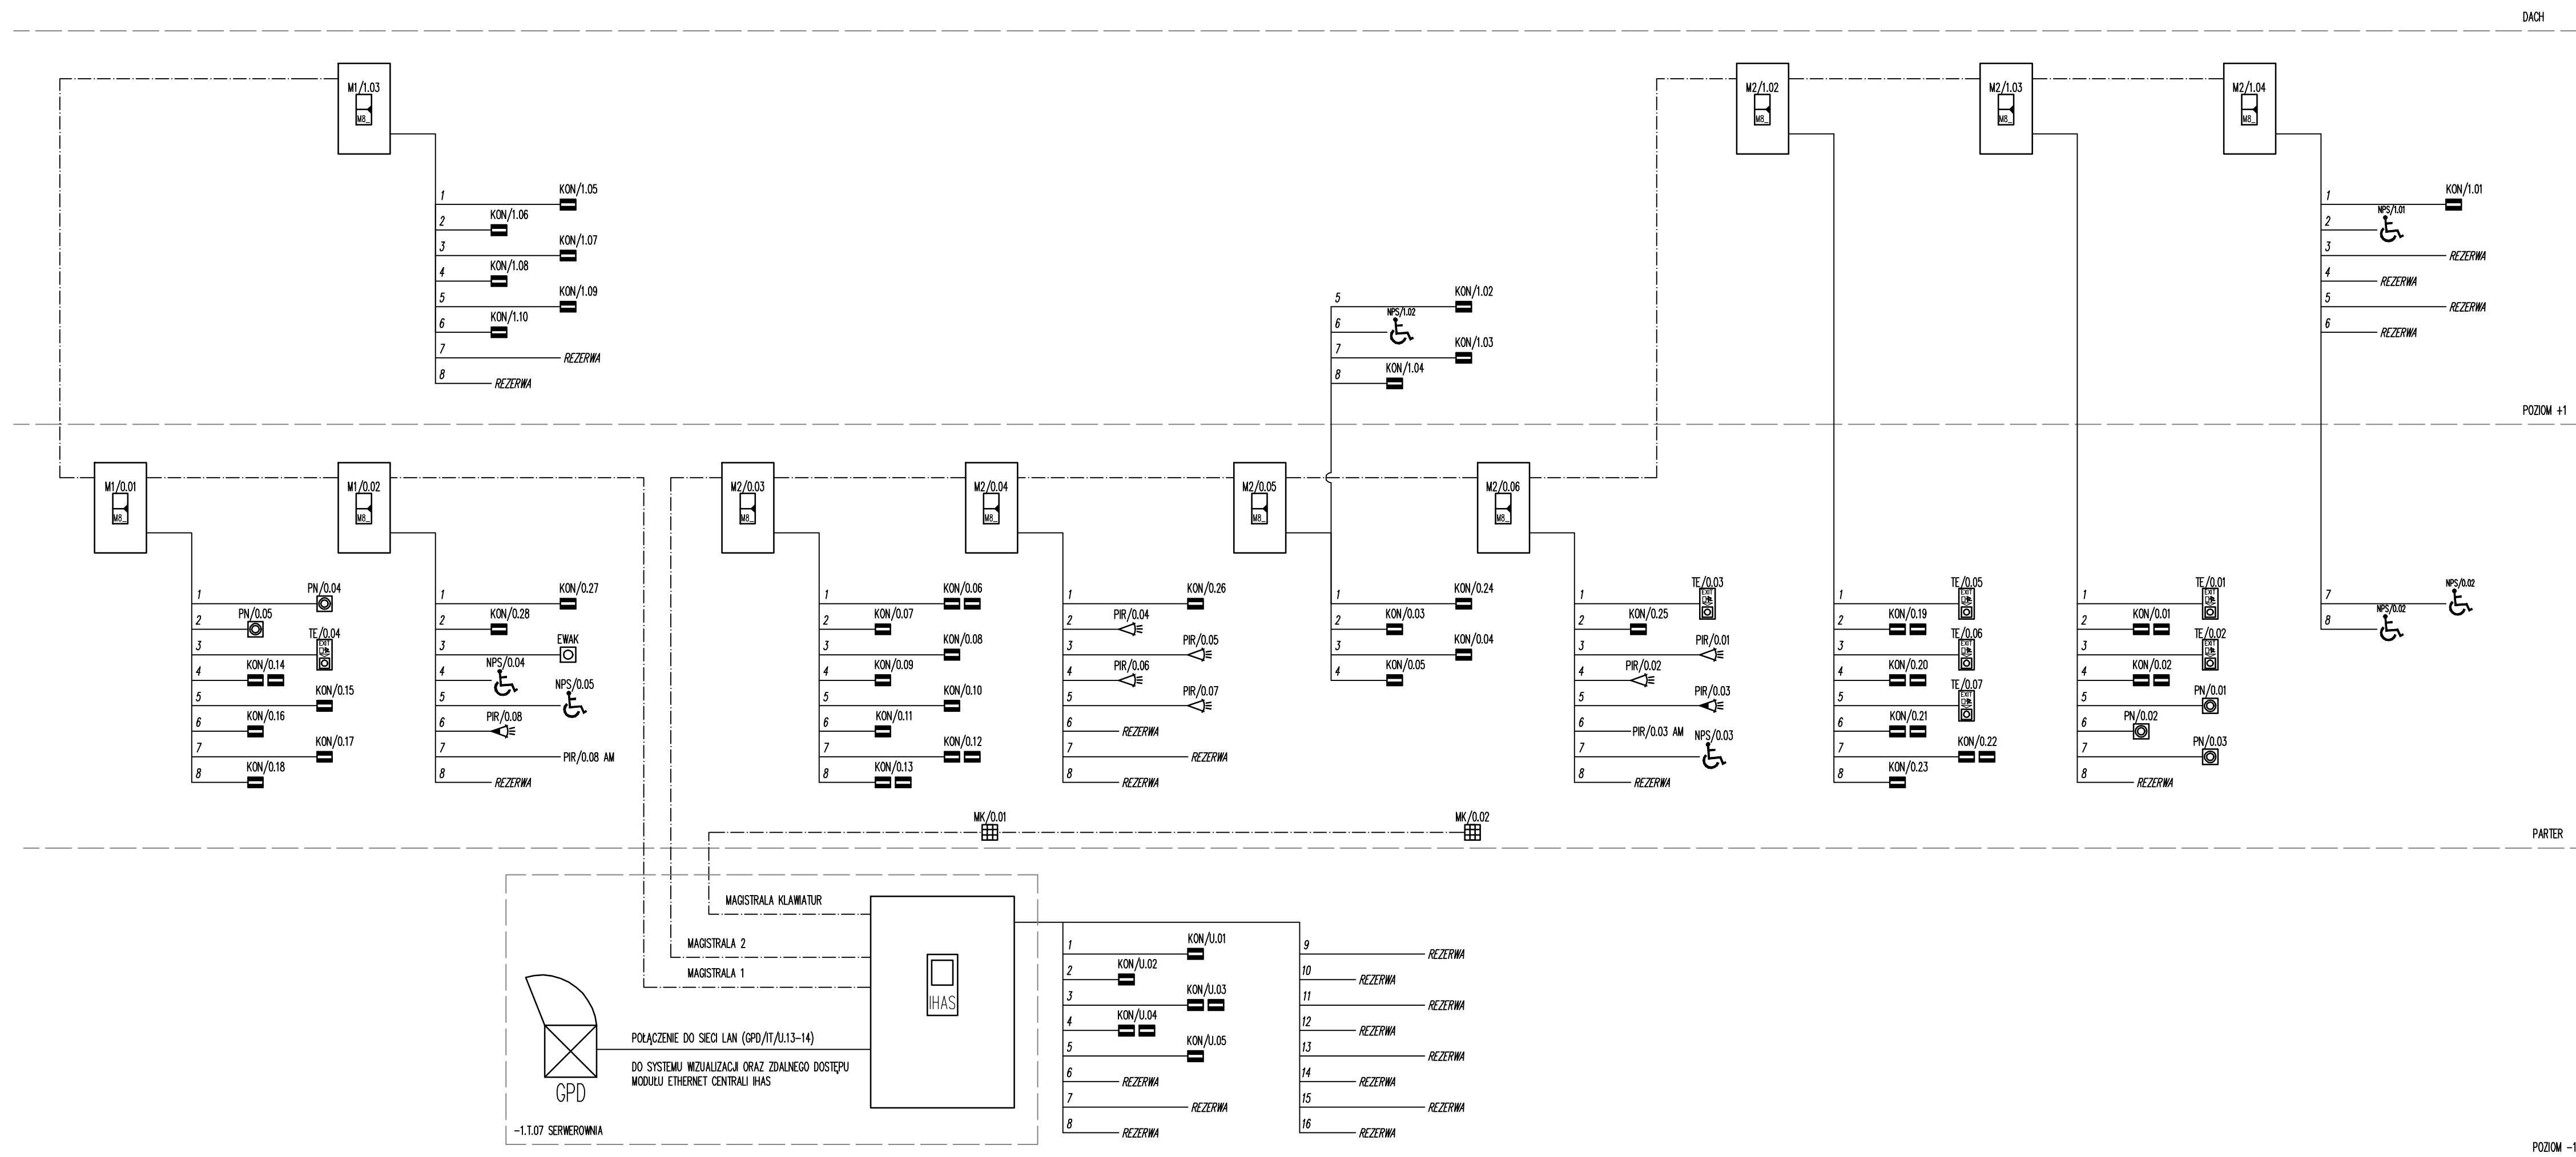 DACH
M1/1.03
M8_
1
KON/1.05
2
KON/1.06
3
KON/1.07
4
KON/1.08
5
KON/1.09
6
KON/1.10
7
REZERWA
8
REZERWA
5
KON/1.02
6
NPS/1.02
7
KON/1.03
8
KON/1.04
M2/1.02
M8_
M2/1.03
M8_
M2/1.04
M8_
1
KON/1.01
2
NPS/1.01
3
REZERWA
4
REZERWA
5
REZERWA
6
REZERWA
POZIOM +1
M1/0.01
M8_
1
PN/0.04
2
PN/0.05
3
TE/0.04
EXIT
4
KON/0.14
5
KON/0.15
6
KON/0.16
7
KON/0.17
8
KON/0.18
M1/0.02
M8_
1
KON/0.27
2
KON/0.28
3
EWAK
4
NPS/0.04
5
NPS/0.05
6
PIR/0.08
7
PIR/0.08 AM
8
REZERWA
M2/0.03
M8_
1
KON/0.06
2
KON/0.07
3
KON/0.08
4
KON/0.09
5
KON/0.10
6
KON/0.11
7
KON/0.12
8
KON/0.13
M2/0.04
M8_
1
KON/0.26
2
PIR/0.04
3
PIR/0.05
4
PIR/0.06
5
PIR/0.07
6
REZERWA
7
REZERWA
8
REZERWA
M2/0.05
M8_
1
KON/0.24
2
KON/0.03
3
KON/0.04
4
KON/0.05
M2/0.06
M8_
1
TE/0.03
EXIT
2
KON/0.25
3
PIR/0.01
4
PIR/0.02
5
PIR/0.03
6
PIR/0.03 AM
7
NPS/0.03
8
REZERWA
1
TE/0.05
EXIT
2
KON/0.19
3
TE/0.06
EXIT
4
KON/0.20
5
TE/0.07
EXIT
6
KON/0.21
7
KON/0.22
8
KON/0.23
1
TE/0.01
EXIT
2
KON/0.01
3
TE/0.02
EXIT
4
KON/0.02
5
PN/0.01
6
PN/0.02
7
PN/0.03
8
REZERWA
7
NPS/0.02
8
NPS/0.02
MK/0.01
MK/0.02
PARTER
MAGISTRALA KLAWIATUR
MAGISTRALA 2
MAGISTRALA 1
IHAS
POŁĄCZENIE DO SIECI LAN (GPD/IT/U.13-14)
DO SYSTEMU WIZUALIZACJI ORAZ ZDALNEGO DOSTĘPU
MODUŁU ETHERNET CENTRALI IHAS
GPD
-1.T.07 SERWEROWNIA
1
KON/U.01
2
KON/U.02
3
KON/U.03
4
KON/U.04
5
KON/U.05
6
REZERWA
7
REZERWA
8
REZERWA
9
REZERWA
10
REZERWA
11
REZERWA
12
REZERWA
13
REZERWA
14
REZERWA
15
REZERWA
16
REZERWA
POZIOM -1